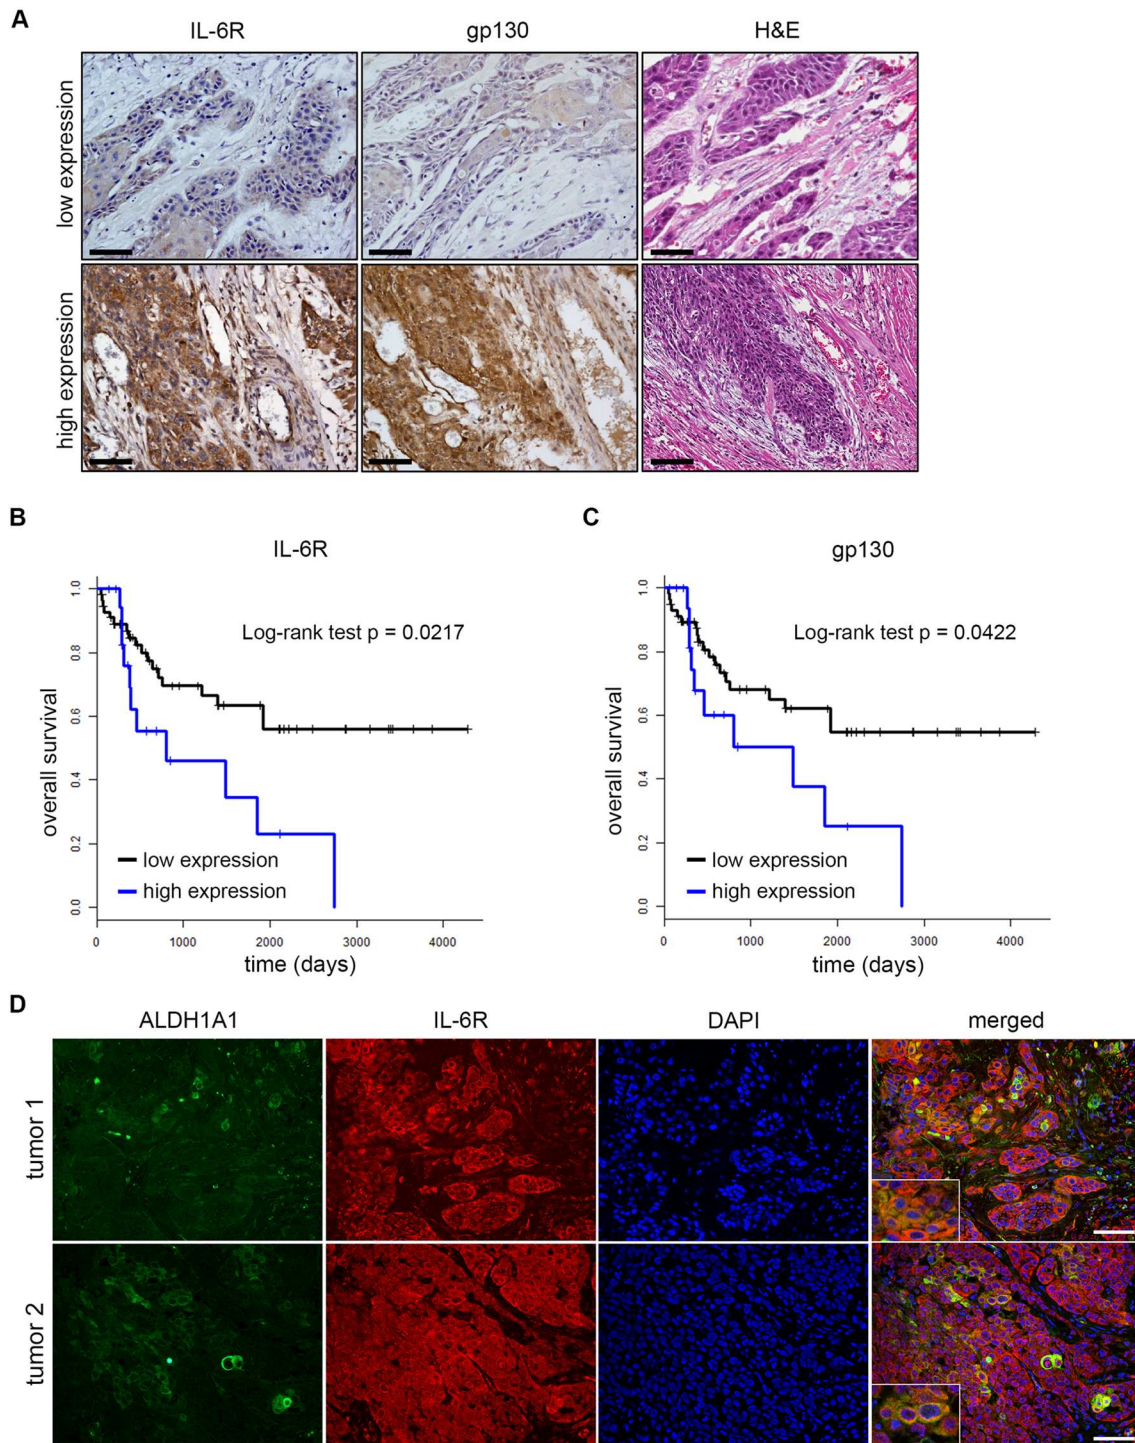 A
IL-6R
gp130
H&E
low expression
high expression
B
IL-6R
overall survival
1.0
0.8
0.6
0.4
0.2
0.0
Log-rank test p = 0.0217
low expression
high expression
0 1000 2000 3000 4000
time (days)
C
gp130
overall survival
1.0
0.8
0.6
0.4
0.2
0.0
Log-rank test p = 0.0422
low expression
high expression
0 1000 2000 3000 4000
time (days)
D
ALDH1A1
IL-6R
DAPI
merged
tumor 1
tumor 2